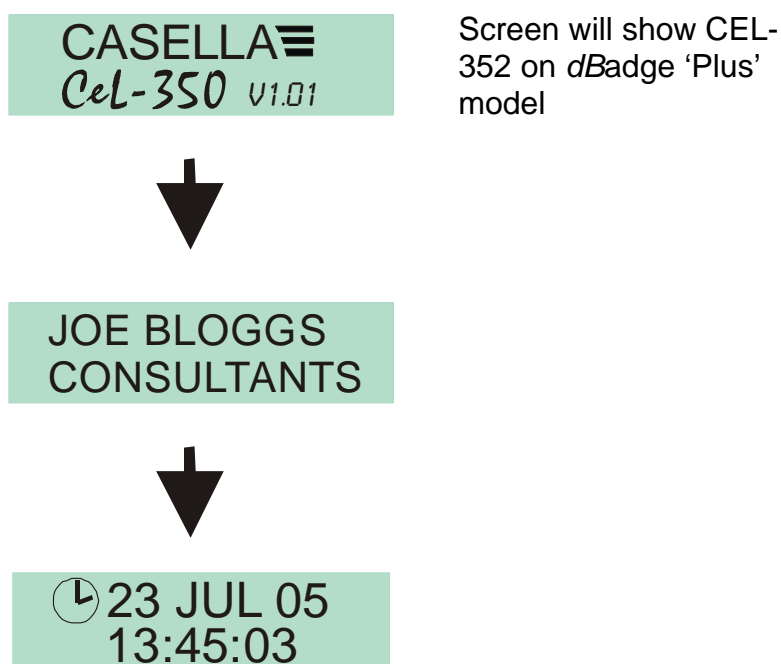 CASELLA
CeL-350 V1.01
Screen will show CEL-
352 on dBadge ‘Plus’
model
JOE BLOGGS
CONSULTANTS
23 JUL 05
13:45:03